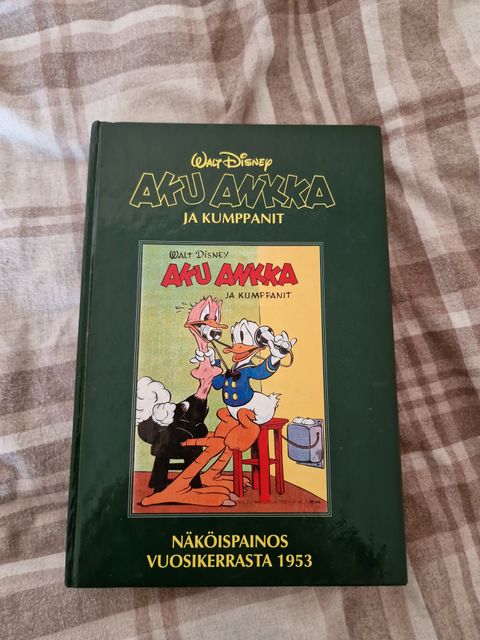 WALT DISNEY
AKU ANKKA
JA KUMPPANIT
WALT DISNEY
AKU ANKKA
JA KUMPPANIT
NÄKÖISPAINOS
VUOSIKERRASTA 1953